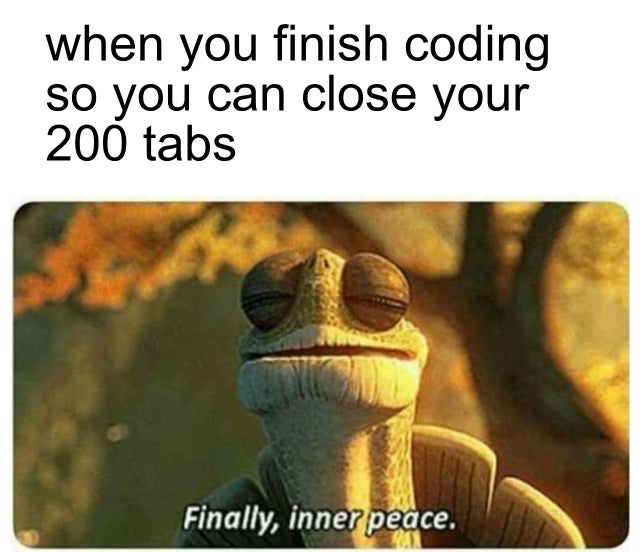 when you finish coding
so you can close your
200 tabs
Finally, inner peace.